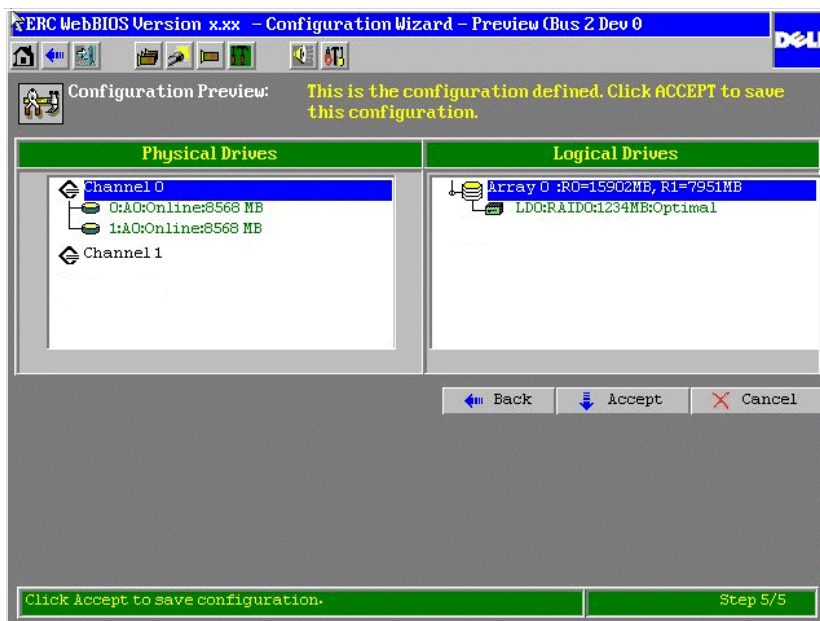 PERC WebBIOS Version x.xx - Configuration Wizard - Preview (Bus 2 Dev 0
DELL
Configuration Preview:
This is the configuration defined. Click ACCEPT to save
this configuration.
Physical Drives
Logical Drives
Channel 0
0:A0:Online:8568 MB
1:A0:Online:8568 MB
Channel 1
Array 0 :R0=15902MB, R1=7951MB
LD0:RAID0:1234MB:Optimal
Back
Accept
Cancel
Click Accept to save configuration.
Step 5/5